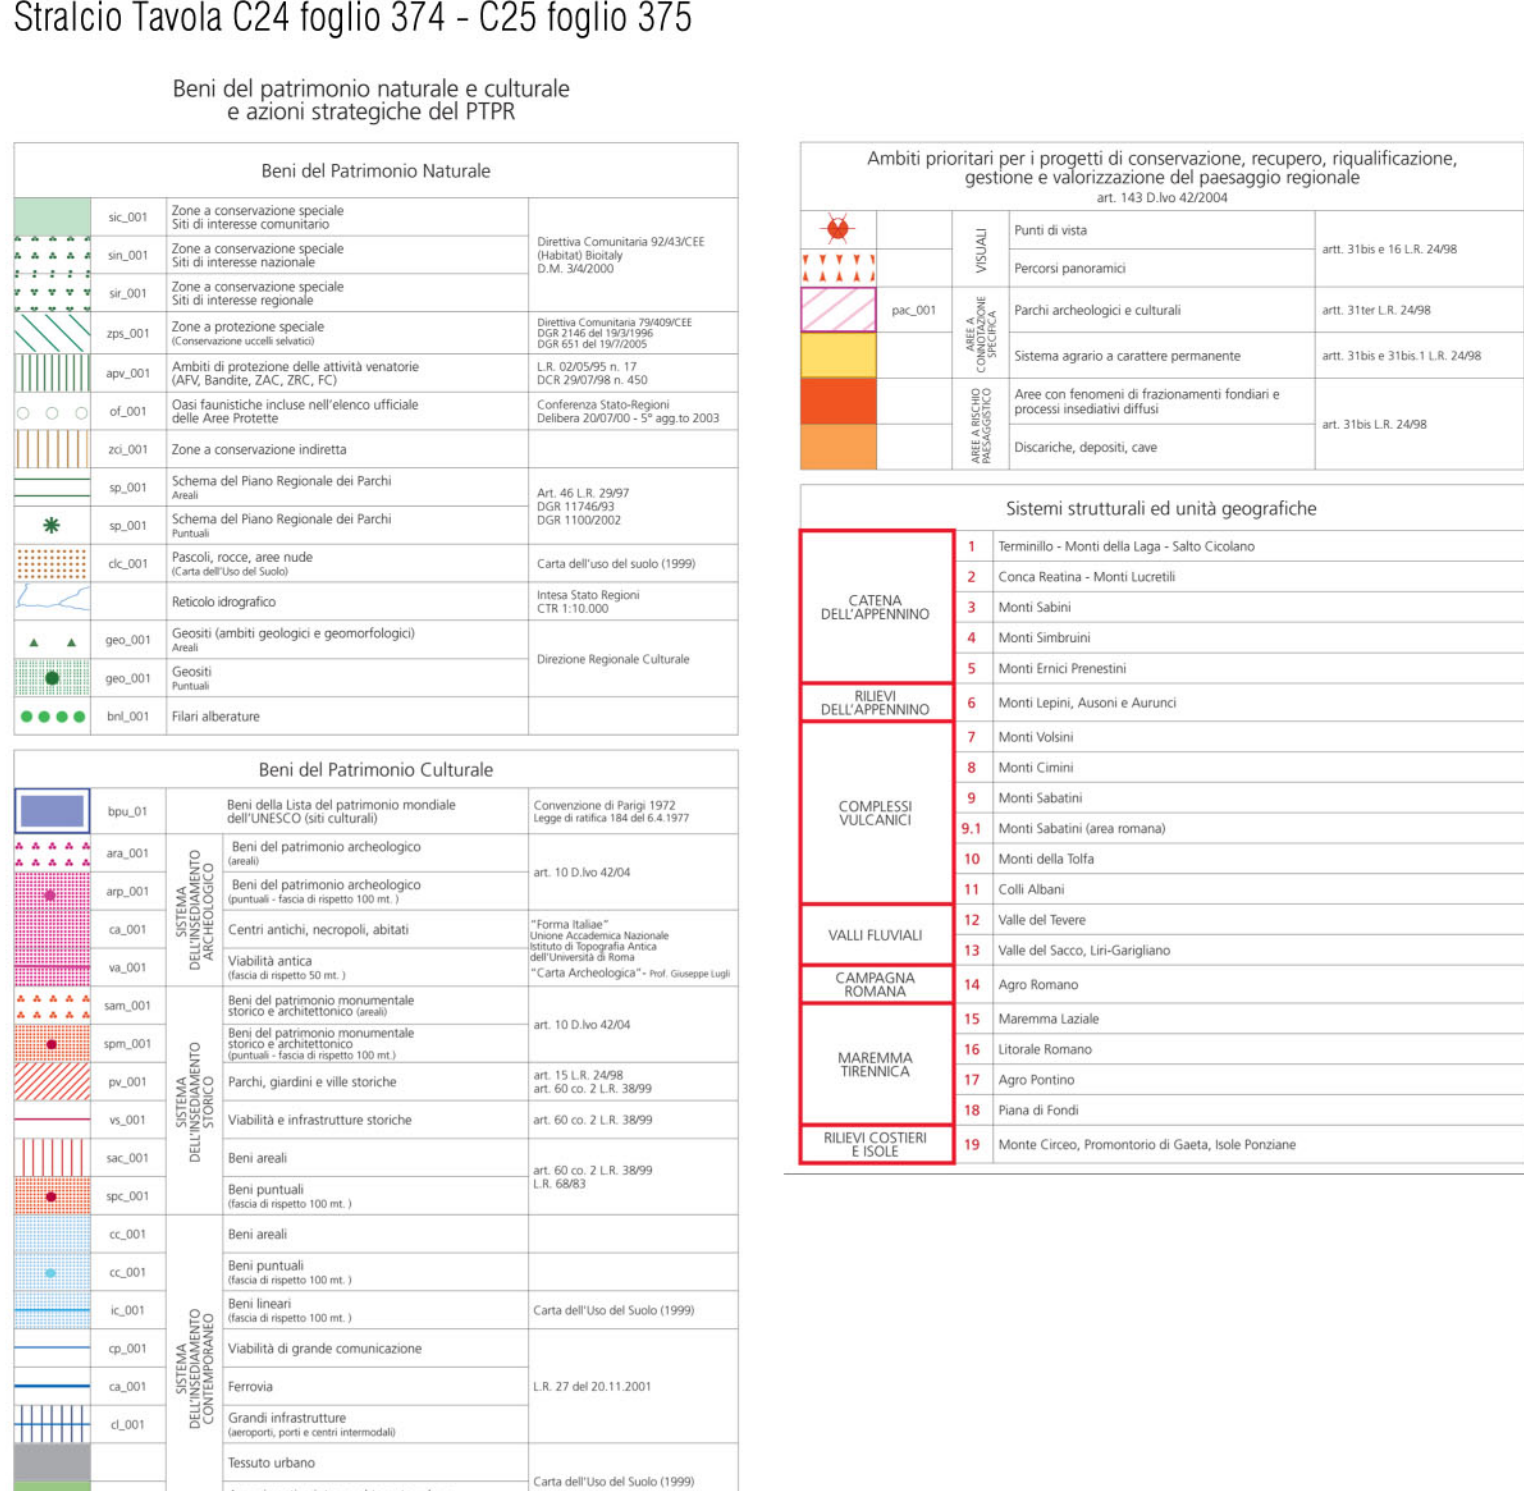 Stralcio Tavola C24 foglio 374 - C25 foglio 375
Beni del patrimonio naturale e culturale
e azioni strategiche del PTPR
Beni del Patrimonio Naturale
sic_001
Zone a conservazione speciale
Siti di interesse comunitario
sin_001
Zone a conservazione speciale
Siti di interesse nazionale
sir_001
Zone a conservazione speciale
Siti di interesse regionale
Direttiva Comunitaria 92/43/CEE
(Habitat) Bioitaly
D.M. 3/4/2000
zps_001
Zone a protezione speciale
(Conservazione uccelli selvatici)
Direttiva Comunitaria 79/409/CEE
DGR 2146 del 19/3/1996
DGR 651 del 19/7/2005
apv_001
Ambiti di protezione delle attività venatorie
(AFV, Bandite, ZAC, ZRC, FC)
L.R. 02/05/95 n. 17
DCR 29/07/98 n. 450
of_001
Oasi faunistiche incluse nell'elenco ufficiale
delle Aree Protette
Conferenza Stato-Regioni
Delibera 20/07/00 - 5° agg.to 2003
zci_001
Zone a conservazione indiretta
sp_001
Schema del Piano Regionale dei Parchi
Areali
sp_001
Schema del Piano Regionale dei Parchi
Puntuali
Art. 46 L.R. 29/97
DGR 11746/93
DGR 1100/2002
clc_001
Pascoli, rocce, aree nude
(Carta dell'Uso del Suolo)
Carta dell'uso del suolo (1999)
Reticolo idrografico
Intesa Stato Regioni
CTR 1:10.000
geo_001
Geositi (ambiti geologici e geomorfologici)
Areali
geo_001
Geositi
Puntuali
Direzione Regionale Culturale
bnl_001
Filari alberature
Beni del Patrimonio Culturale
bpu_01
Beni della Lista del patrimonio mondiale
dell'UNESCO (siti culturali)
Convenzione di Parigi 1972
Legge di ratifica 184 del 6.4.1977
SISTEMA
DELL'INSEDIAMENTO
ARCHEOLOGICO
ara_001
Beni del patrimonio archeologico
(areali)
arp_001
Beni del patrimonio archeologico
(puntuali - fascia di rispetto 100 mt. )
art. 10 D.lvo 42/04
ca_001
Centri antichi, necropoli, abitati
va_001
Viabilità antica
(fascia di rispetto 50 mt. )
"Forma Italiae"
Unione Accademica Nazionale
Istituto di Topografia Antica
dell'Università di Roma
"Carta Archeologica" - Prof. Giuseppe Lugli
SISTEMA
DELL'INSEDIAMENTO
STORICO
sam_001
Beni del patrimonio monumentale
storico e architettonico (areali)
spm_001
Beni del patrimonio monumentale
storico e architettonico
(puntuali - fascia di rispetto 100 mt.)
art. 10 D.lvo 42/04
pv_001
Parchi, giardini e ville storiche
art. 15 L.R. 24/98
art. 60 co. 2 L.R. 38/99
vs_001
Viabilità e infrastrutture storiche
art. 60 co. 2 L.R. 38/99
sac_001
Beni areali
spc_001
Beni puntuali
(fascia di rispetto 100 mt. )
art. 60 co. 2 L.R. 38/99
L.R. 68/83
SISTEMA
DELL'INSEDIAMENTO
CONTEMPORANEO
cc_001
Beni areali
cc_001
Beni puntuali
(fascia di rispetto 100 mt. )
ic_001
Beni lineari
(fascia di rispetto 100 mt. )
Carta dell'Uso del Suolo (1999)
cp_001
Viabilità di grande comunicazione
ca_001
Ferrovia
cl_001
Grandi infrastrutture
(aeroporti, porti e centri intermodali)
L.R. 27 del 20.11.2001
Tessuto urbano
Carta dell'Uso del Suolo (1999)
Ambiti prioritari per i progetti di conservazione, recupero, riqualificazione,
gestione e valorizzazione del paesaggio regionale
art. 143 D.lvo 42/2004
VISUALI
Punti di vista
Percorsi panoramici
artt. 31bis e 16 L.R. 24/98
AREE A
CONNOTAZIONE
SPECIFICA
pac_001
Parchi archeologici e culturali
artt. 31ter L.R. 24/98
Sistema agrario a carattere permanente
artt. 31bis e 31bis.1 L.R. 24/98
AREE A RISCHIO
PAESAGGISTICO
Aree con fenomeni di frazionamenti fondiari e
processi insediativi diffusi
Discariche, depositi, cave
art. 31bis L.R. 24/98
Sistemi strutturali ed unità geografiche
CATENA
DELL'APPENNINO
1 Terminillo - Monti della Laga - Salto Cicolano
2 Conca Reatina - Monti Lucretili
3 Monti Sabini
4 Monti Simbruini
5 Monti Ernici Prenestini
RILIEVI
DELL'APPENNINO
6 Monti Lepini, Ausoni e Aurunci
COMPLESSI
VULCANICI
7 Monti Volsini
8 Monti Cimini
9 Monti Sabatini
9.1 Monti Sabatini (area romana)
10 Monti della Tolfa
11 Colli Albani
VALLI FLUVIALI
12 Valle del Tevere
13 Valle del Sacco, Liri-Garigliano
CAMPAGNA
ROMANA
14 Agro Romano
MAREMMA
TIRRENICA
15 Maremma Laziale
16 Litorale Romano
17 Agro Pontino
18 Piana di Fondi
RILIEVI COSTIERI
E ISOLE
19 Monte Circeo, Promontorio di Gaeta, Isole Ponziane